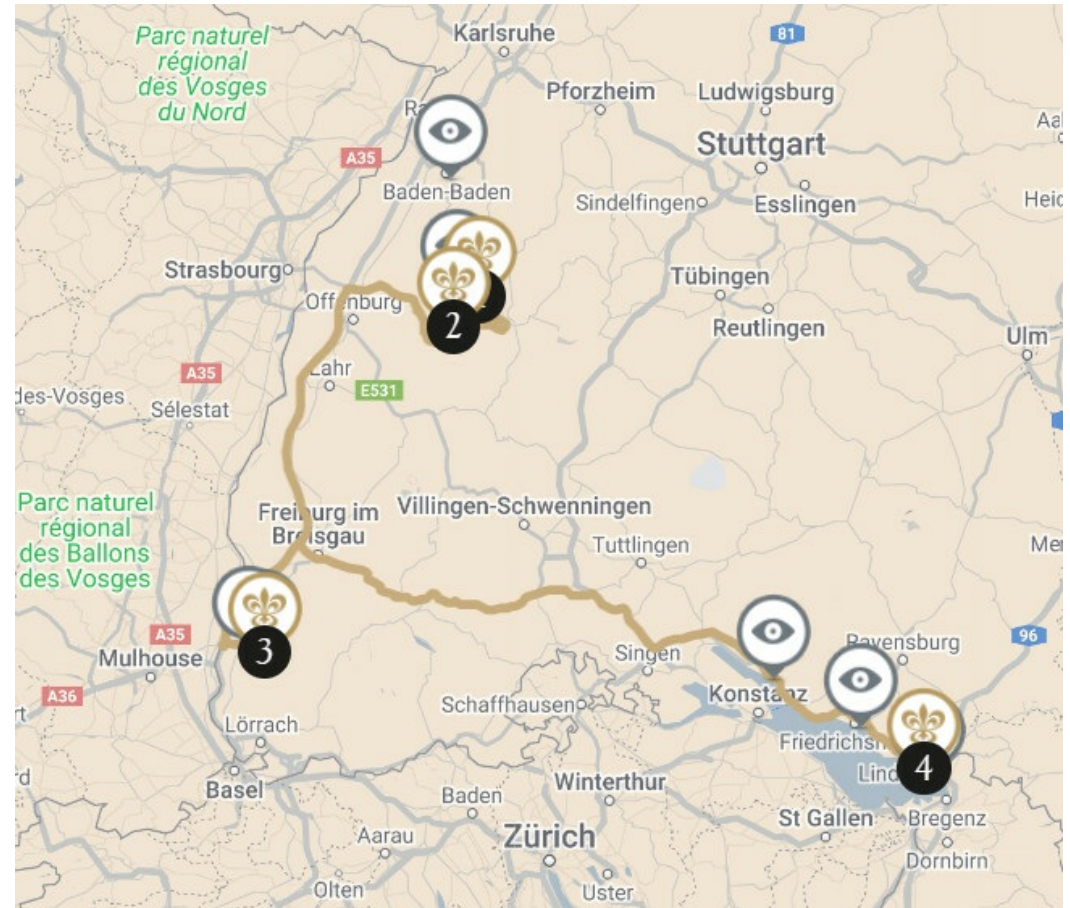 Parc naturel
régional
des Vosges
du Nord
Karlsruhe
81
Pforzheim
Ludwigsburg
Stuttgart
A35
Baden-Baden
Sindelfingen
Esslingen
Strasbourg
Tübingen
Offenburg
Reutlingen
2
Ulm
Lahr
A35
E531
des-Vosges
Sélestat
Parc naturel
régional
des Ballons
des Vosges
Freiburg im
Breisgau
Villingen-Schwenningen
Tuttlingen
A35
3
Mulhouse
Singen
Ravensburg
96
A36
Schaffhausen
Konstanz
Lörrach
Friedrichsh
4
Lind
Basel
Winterthur
Baden
St Gallen
Bregenz
Aarau
Zürich
Dornbirn
Olten
Uster